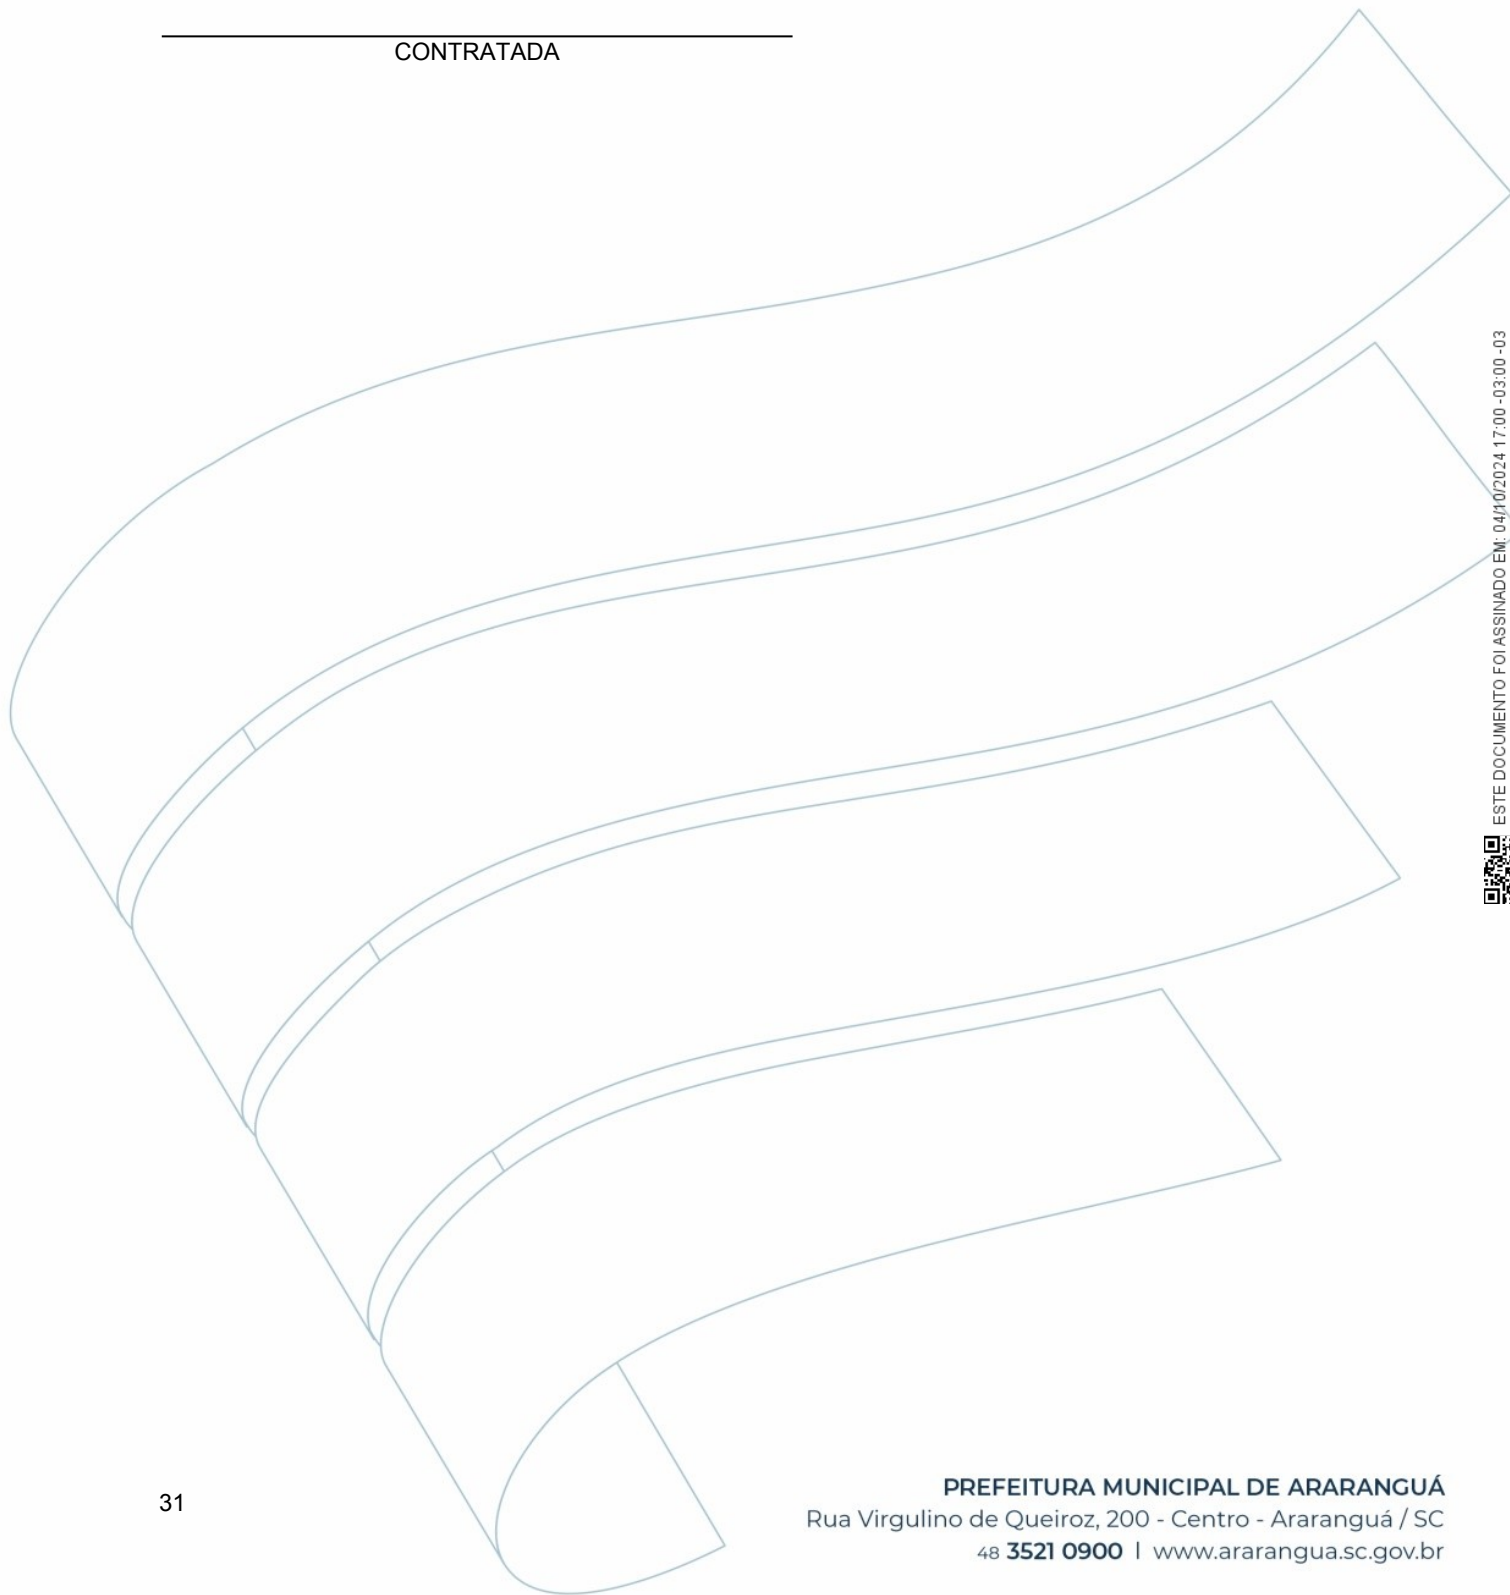 CONTRATADA
ESTE DOCUMENTO FOI ASSINADO EM: 04/10/2024 17:00 -03:00 -03
31
PREFEITURA MUNICIPAL DE ARARANGUÁ
Rua Virgulino de Queiroz, 200 - Centro - Araranguá / SC
48 3521 0900 | www.ararangua.sc.gov.br